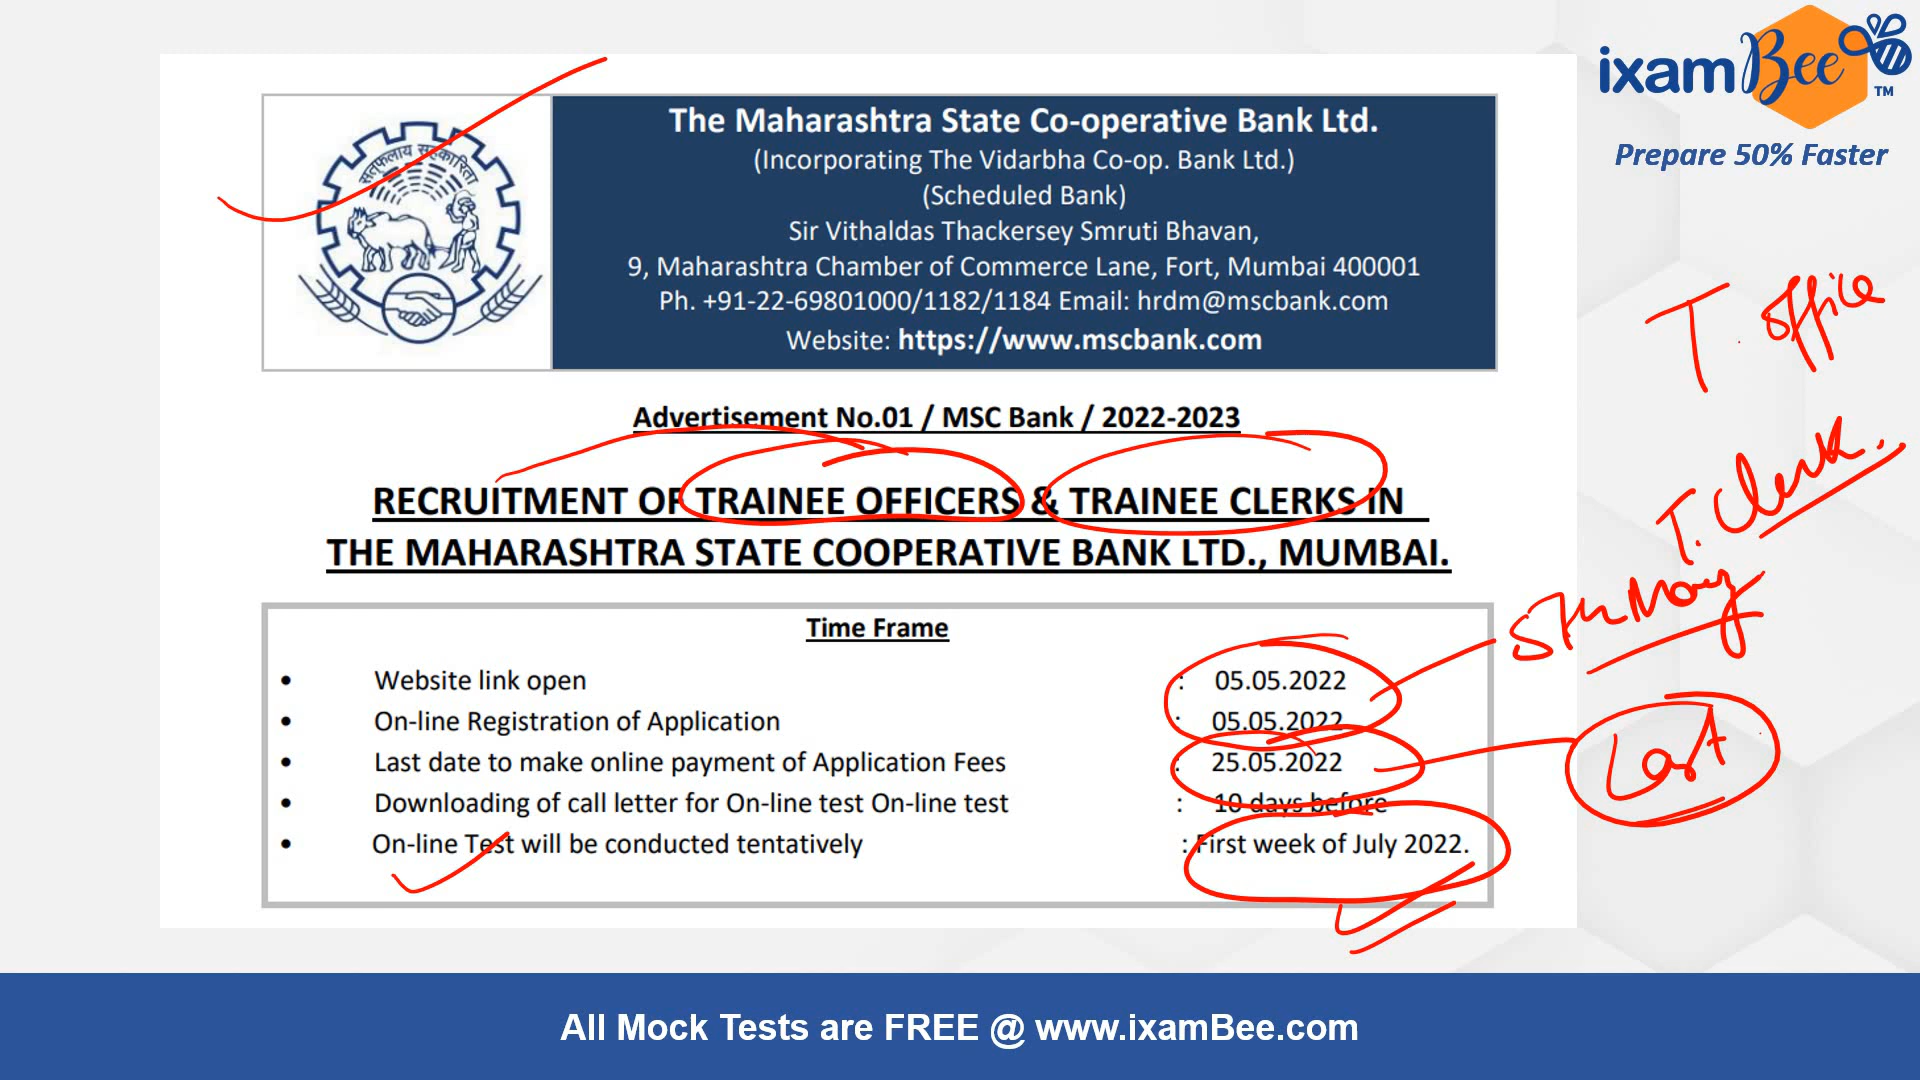 ixamBee™
Prepare 50% Faster
सत्फलाय सहकारिता
The Maharashtra State Co-operative Bank Ltd.
(Incorporating The Vidarbha Co-op. Bank Ltd.)
(Scheduled Bank)
Sir Vithaldas Thackersey Smruti Bhavan,
9, Maharashtra Chamber of Commerce Lane, Fort, Mumbai 400001
Ph. +91-22-69801000/1182/1184 Email: hrdm@mscbank.com
Website: https://www.mscbank.com
Advertisement No.01 / MSC Bank / 2022-2023
RECRUITMENT OF TRAINEE OFFICERS & TRAINEE CLERKS IN
THE MAHARASHTRA STATE COOPERATIVE BANK LTD., MUMBAI.
T. office
T. Clerk.
5th May
Last
Time Frame
• Website link open : 05.05.2022
• On-line Registration of Application : 05.05.2022
• Last date to make online payment of Application Fees : 25.05.2022
• Downloading of call letter for On-line test On-line test : 10 days before
• On-line Test will be conducted tentatively : First week of July 2022.
All Mock Tests are FREE @ www.ixamBee.com